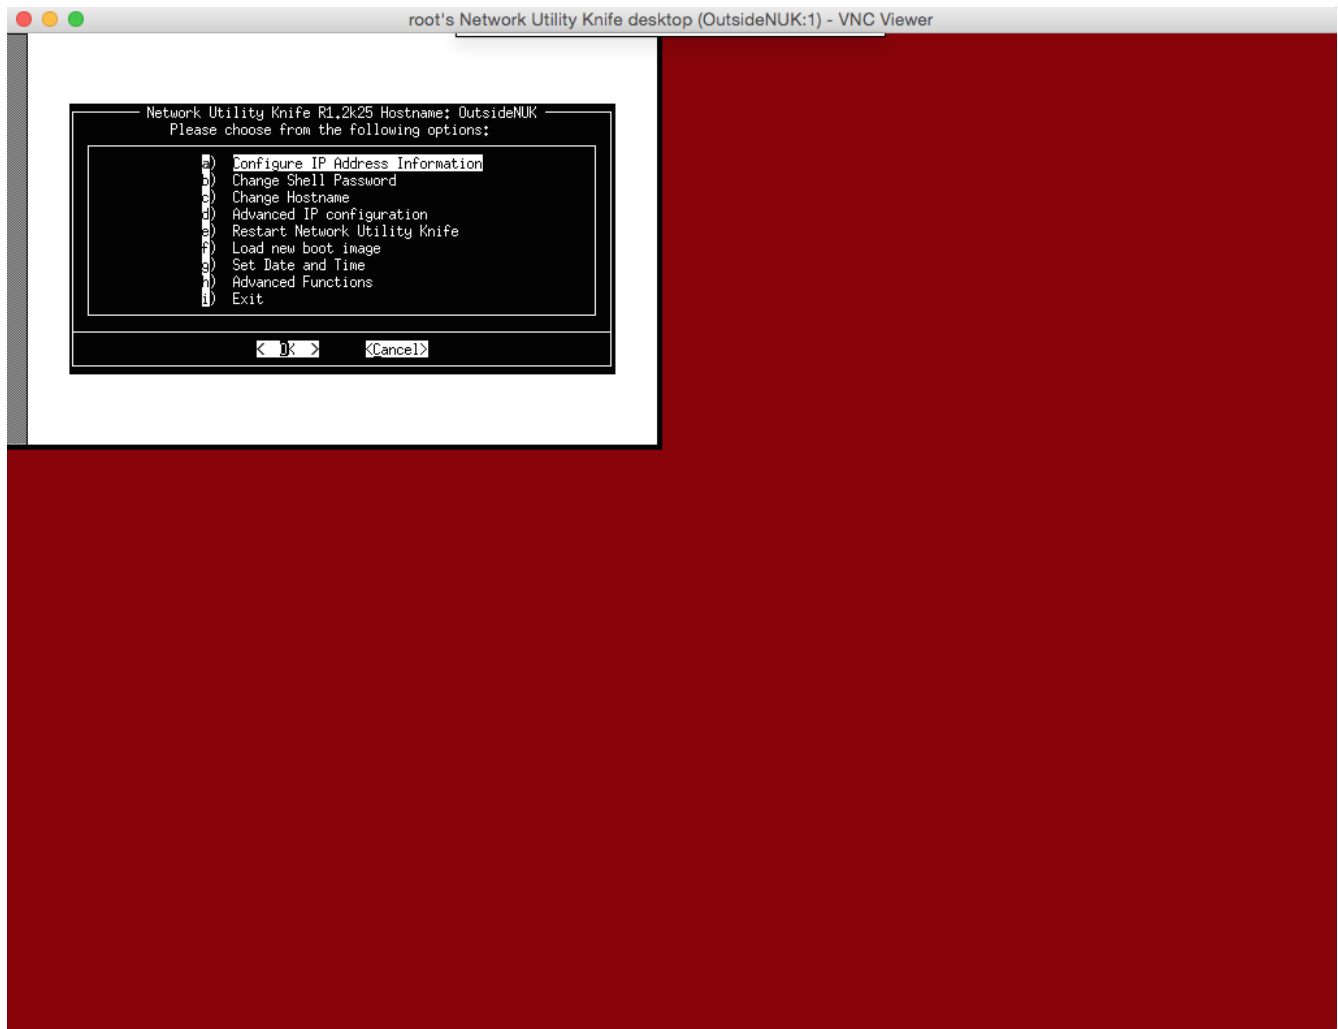 root's Network Utility Knife desktop (OutsideNUK:1) - VNC Viewer
Network Utility Knife R1.2k25 Hostname: OutsideNUK
Please choose from the following options:
a) Configure IP Address Information
b) Change Shell Password
c) Change Hostname
d) Advanced IP configuration
e) Restart Network Utility Knife
f) Load new boot image
g) Set Date and Time
h) Advanced Functions
i) Exit
< OK > <Cancel>